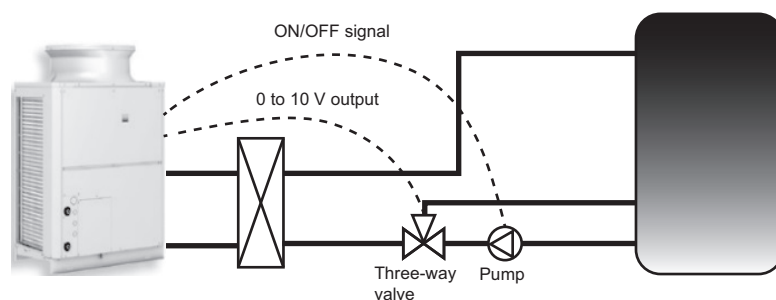 ON/OFF signal
0 to 10 V output
Three-way
valve
Pump